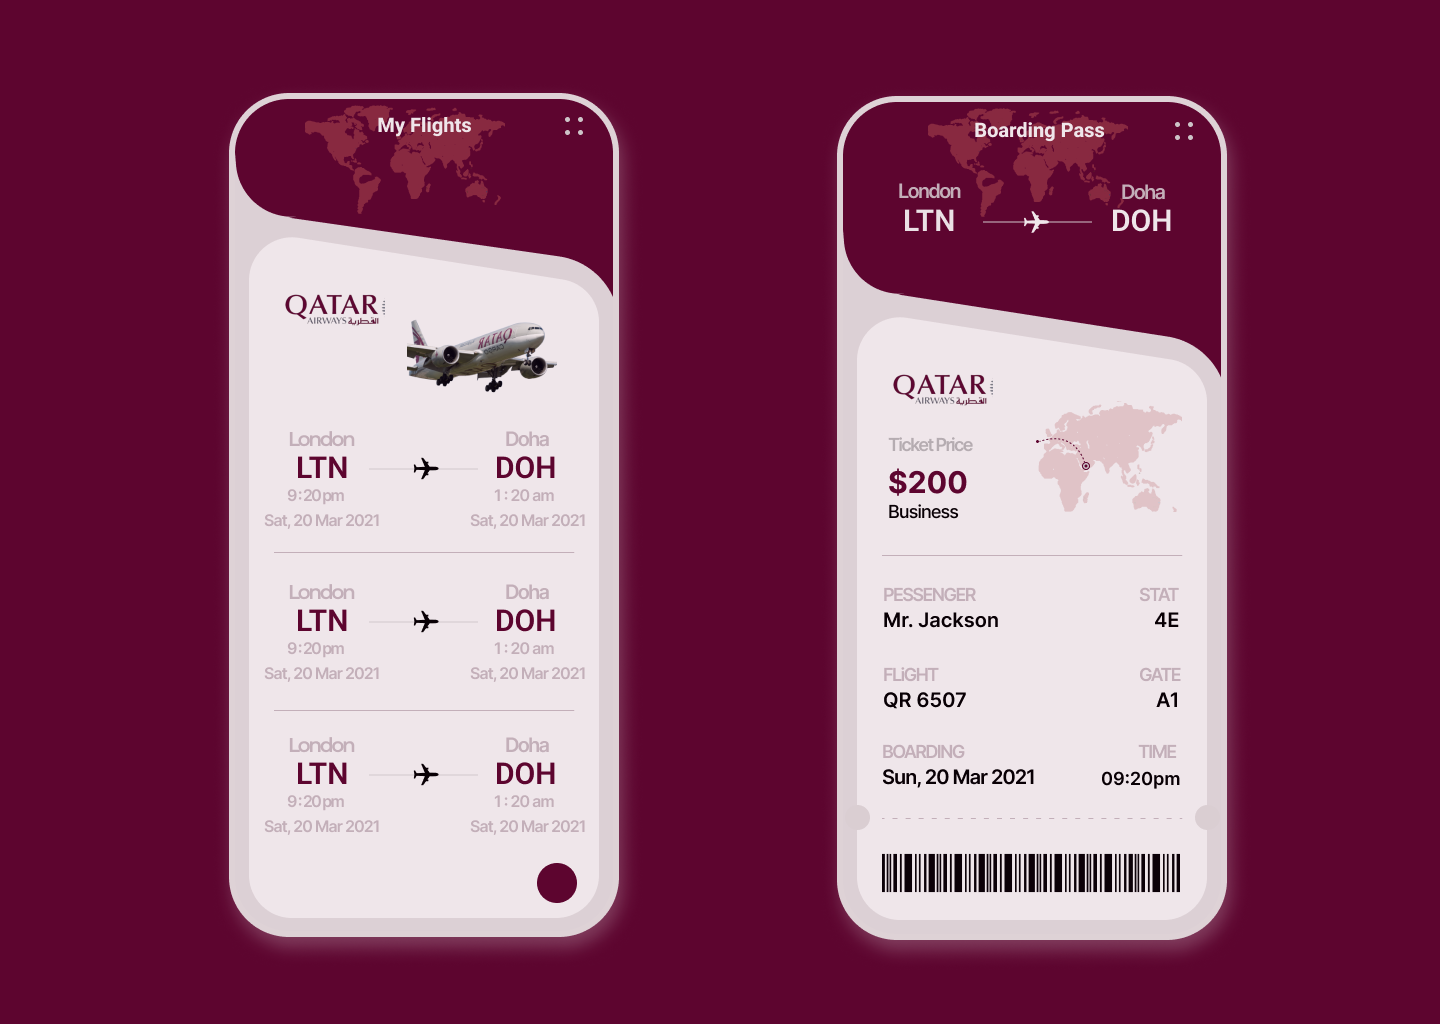 My Flights
QATAR
AIRWAYS القطرية
QATAR
London
Doha
LTN
DOH
9:20pm
1:20 am
Sat, 20 Mar 2021
Sat, 20 Mar 2021
London
Doha
LTN
DOH
9:20pm
1:20 am
Sat, 20 Mar 2021
Sat, 20 Mar 2021
London
Doha
LTN
DOH
9:20pm
1:20 am
Sat, 20 Mar 2021
Sat, 20 Mar 2021
Boarding Pass
London
Doha
LTN
DOH
QATAR
AIRWAYS القطرية
Ticket Price
$200
Business
PESSENGER
STAT
Mr. Jackson
4E
FLiGHT
GATE
QR 6507
A1
BOARDING
TIME
Sun, 20 Mar 2021
09:20pm